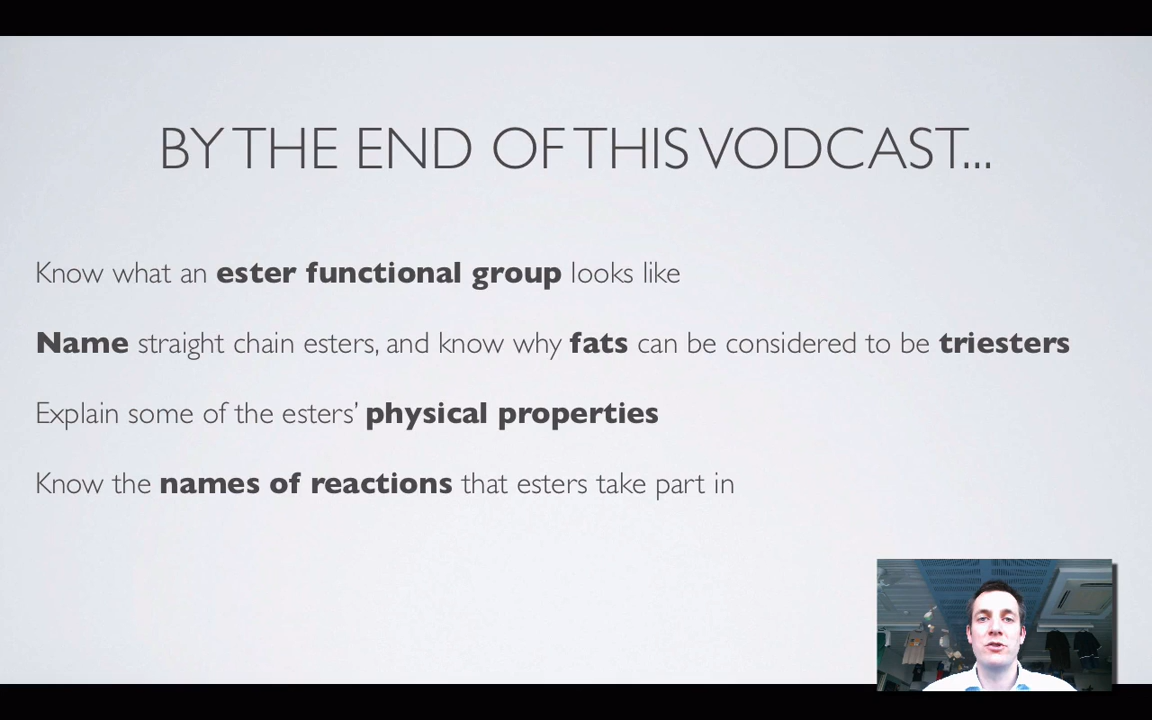 BY THE END OF THIS VODCAST...
Know what an ester functional group looks like
Name straight chain esters, and know why fats can be considered to be triesters
Explain some of the esters’ physical properties
Know the names of reactions that esters take part in